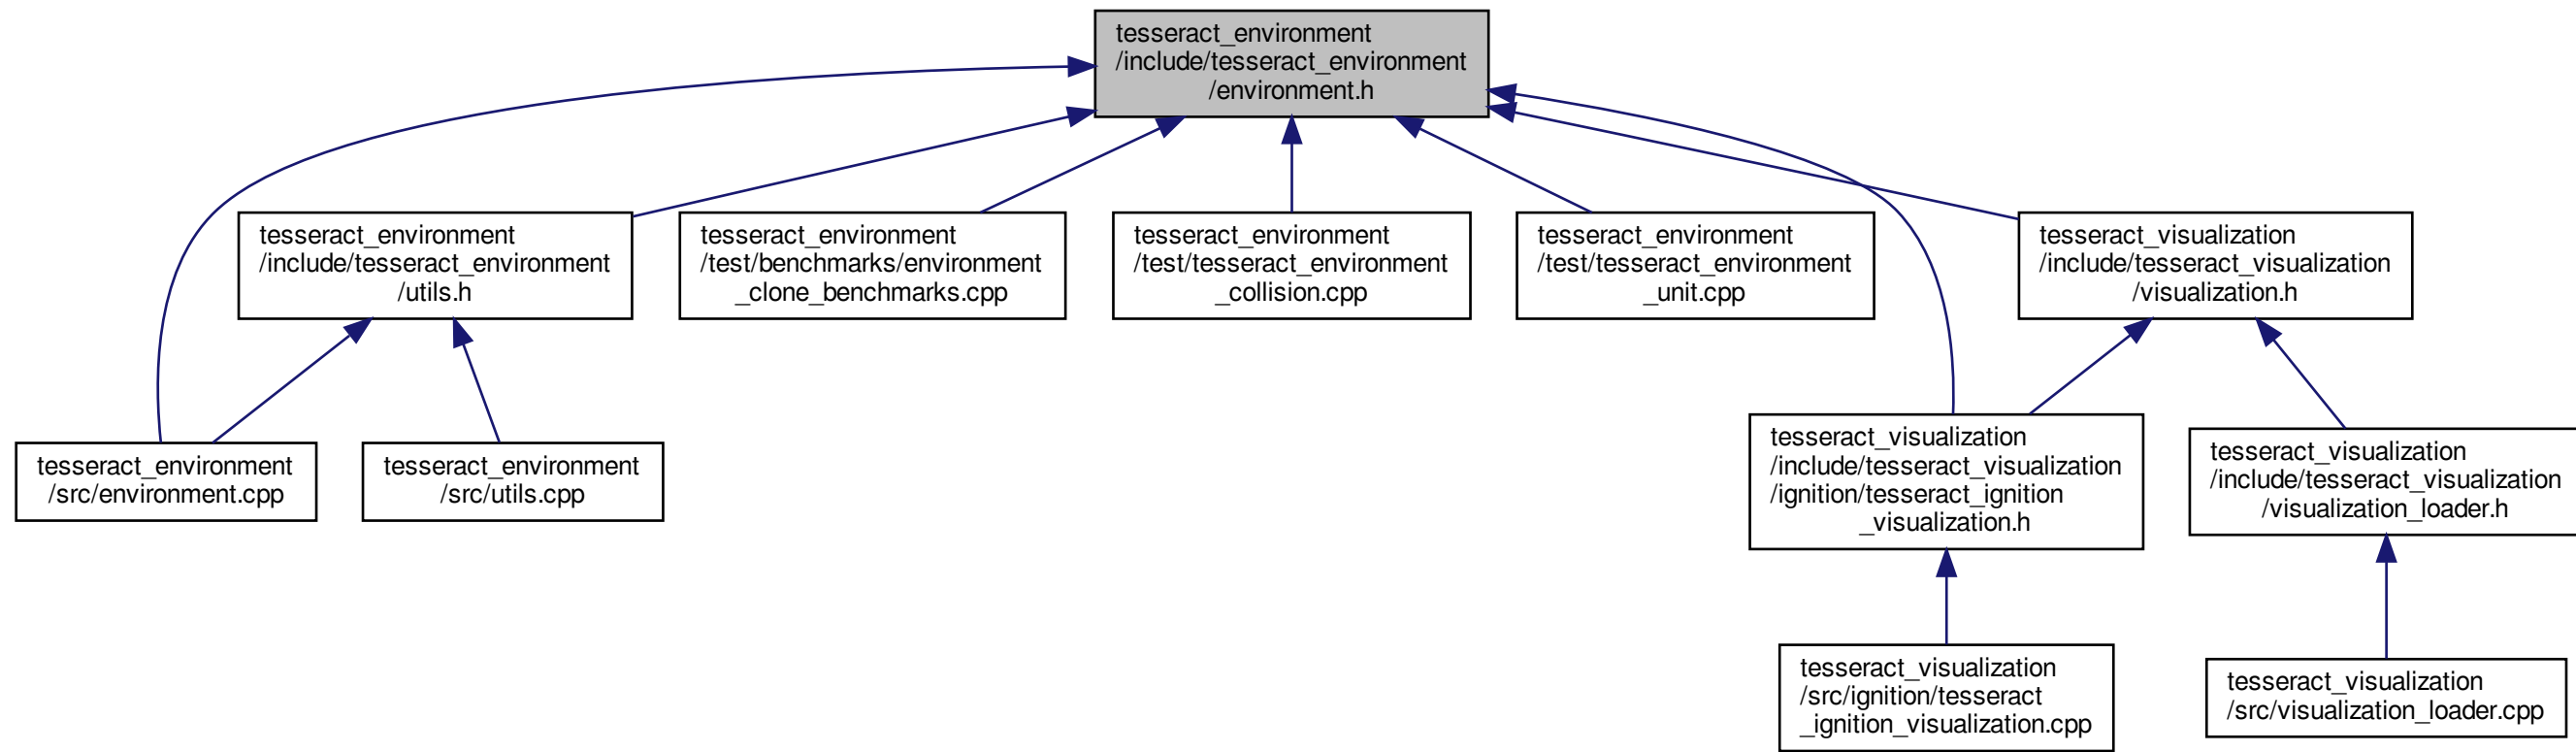 tesseract_environment
/include/tesseract_environment
/environment.h
tesseract_environment
/include/tesseract_environment
/utils.h
tesseract_environment
/test/benchmarks/environment
_clone_benchmarks.cpp
tesseract_environment
/test/tesseract_environment
_collision.cpp
tesseract_environment
/test/tesseract_environment
_unit.cpp
tesseract_visualization
/include/tesseract_visualization
/visualization.h
tesseract_environment
/src/environment.cpp
tesseract_environment
/src/utils.cpp
tesseract_visualization
/include/tesseract_visualization
/ignition/tesseract_ignition
_visualization.h
tesseract_visualization
/include/tesseract_visualization
/visualization_loader.h
tesseract_visualization
/src/ignition/tesseract
_ignition_visualization.cpp
tesseract_visualization
/src/visualization_loader.cpp